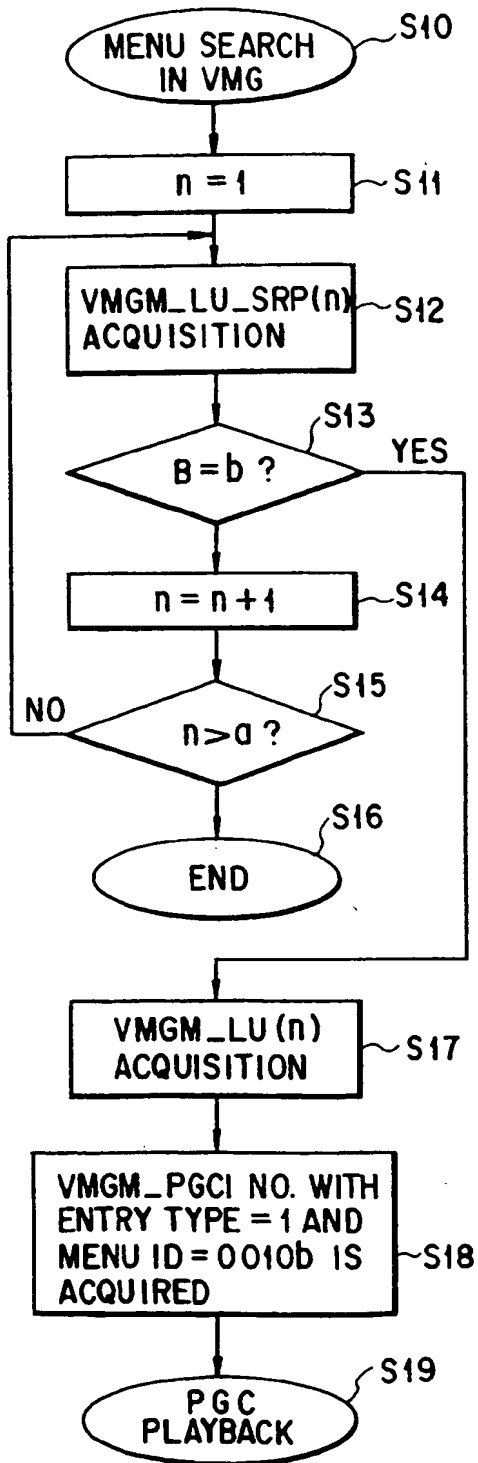 MENU SEARCH
IN VMG
S10
n = 1
S11
VMGM_LU_SRP(n)
ACQUISITION
S12
S13
B = b ?
YES
n = n + 1
S14
S15
NO
n > a ?
S16
END
VMGM_LU (n)
ACQUISITION
S17
VMGM_PGCI NO. WITH
ENTRY TYPE = 1 AND
MENU ID = 0010b IS
ACQUIRED
S18
S19
PGC
PLAYBACK